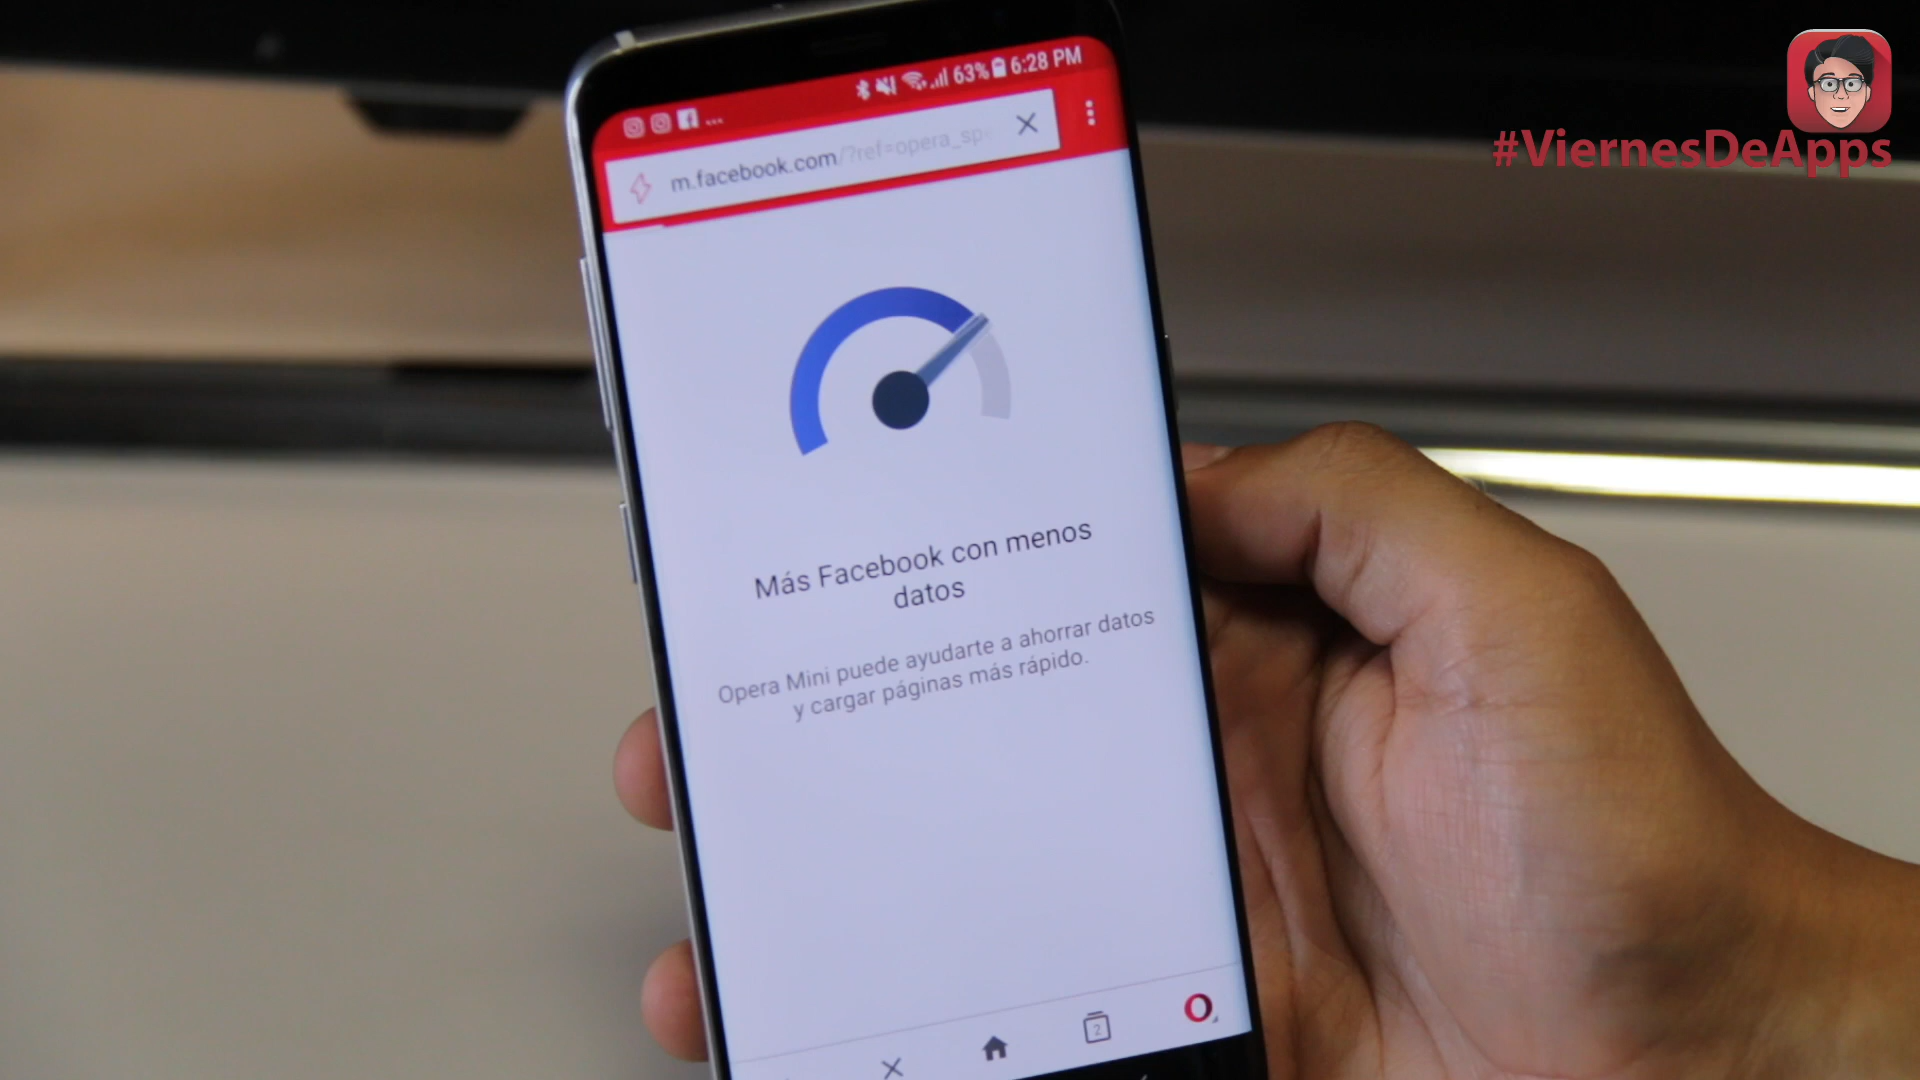 63% 6:28 PM
m.facebook.com/?ref=opera_sp
#ViernesDeApps
Más Facebook con menos
datos
Opera Mini puede ayudarte a ahorrar datos
y cargar páginas más rápido.
2